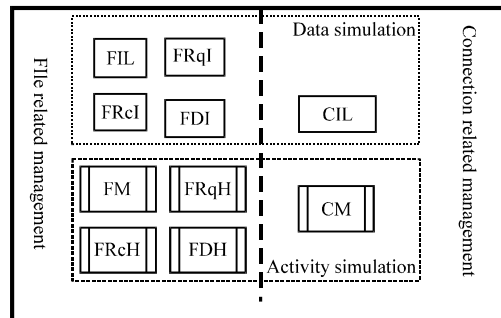 Data simulation
FIL
FRqI
FRcI
FDI
CIL
FIle related management
Connection related management
FM
FRqH
CM
FRcH
FDH
Activity simulation